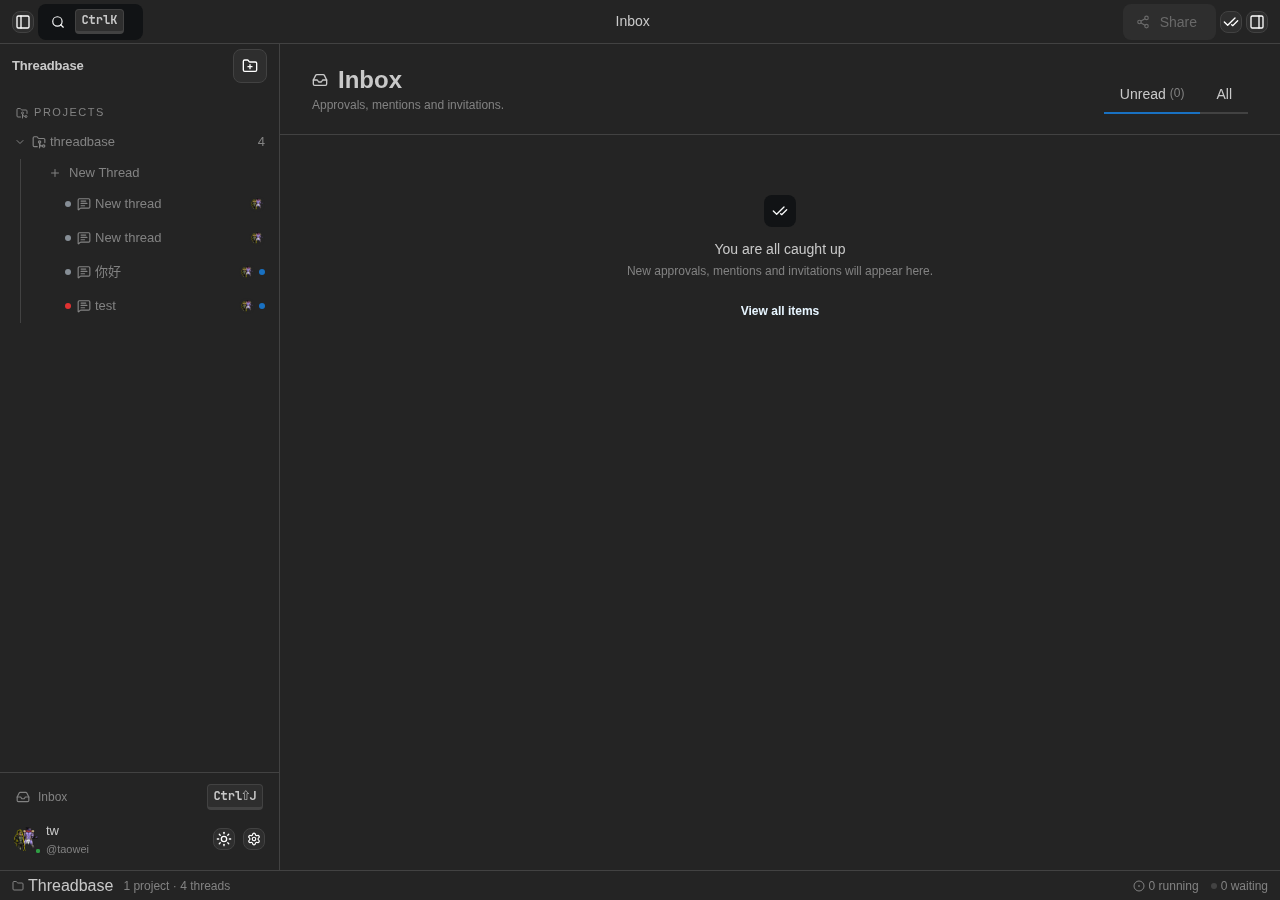 CtrlK
Inbox
Share
Threadbase
PROJECTS
threadbase 4
New Thread
New thread
New thread
你好
test
Inbox
Approvals, mentions and invitations.
Unread (0) All
You are all caught up
New approvals, mentions and invitations will appear here.
View all items
Inbox Ctrl⇧J
tw
@taowei
Threadbase 1 project · 4 threads
0 running 0 waiting